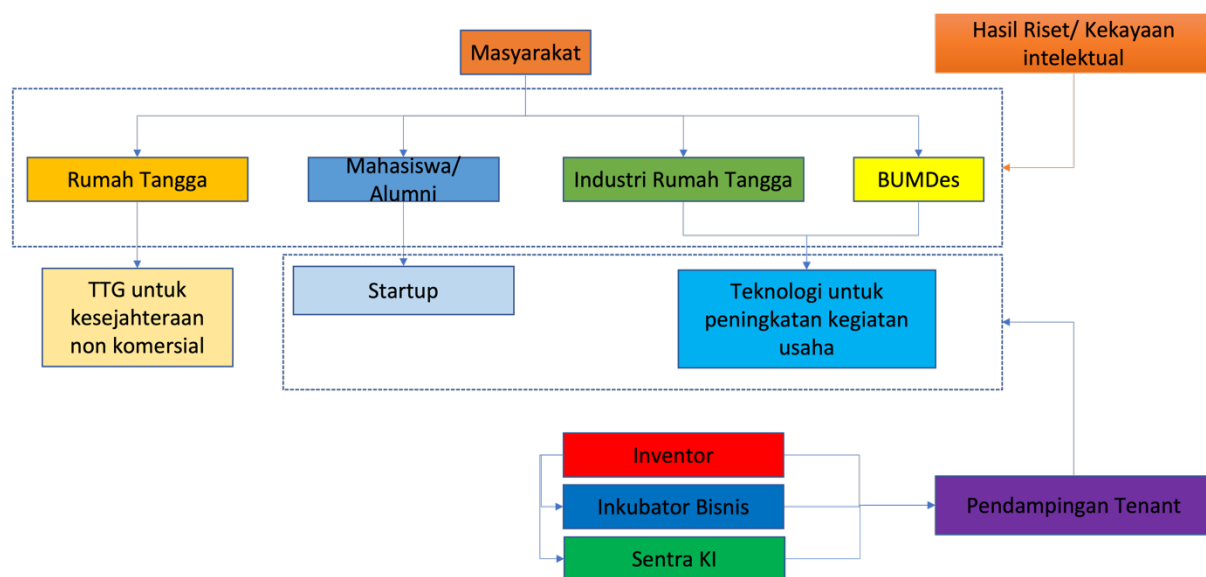 Masyarakat
Hasil Riset/ Kekayaan
intelektual
Rumah Tangga
Mahasiswa/
Alumni
Industri Rumah Tangga
BUMDes
TTG untuk
kesejahteraan
non komersial
Startup
Teknologi untuk
peningkatan kegiatan
usaha
Inventor
Inkubator Bisnis
Sentra KI
Pendampingan Tenant